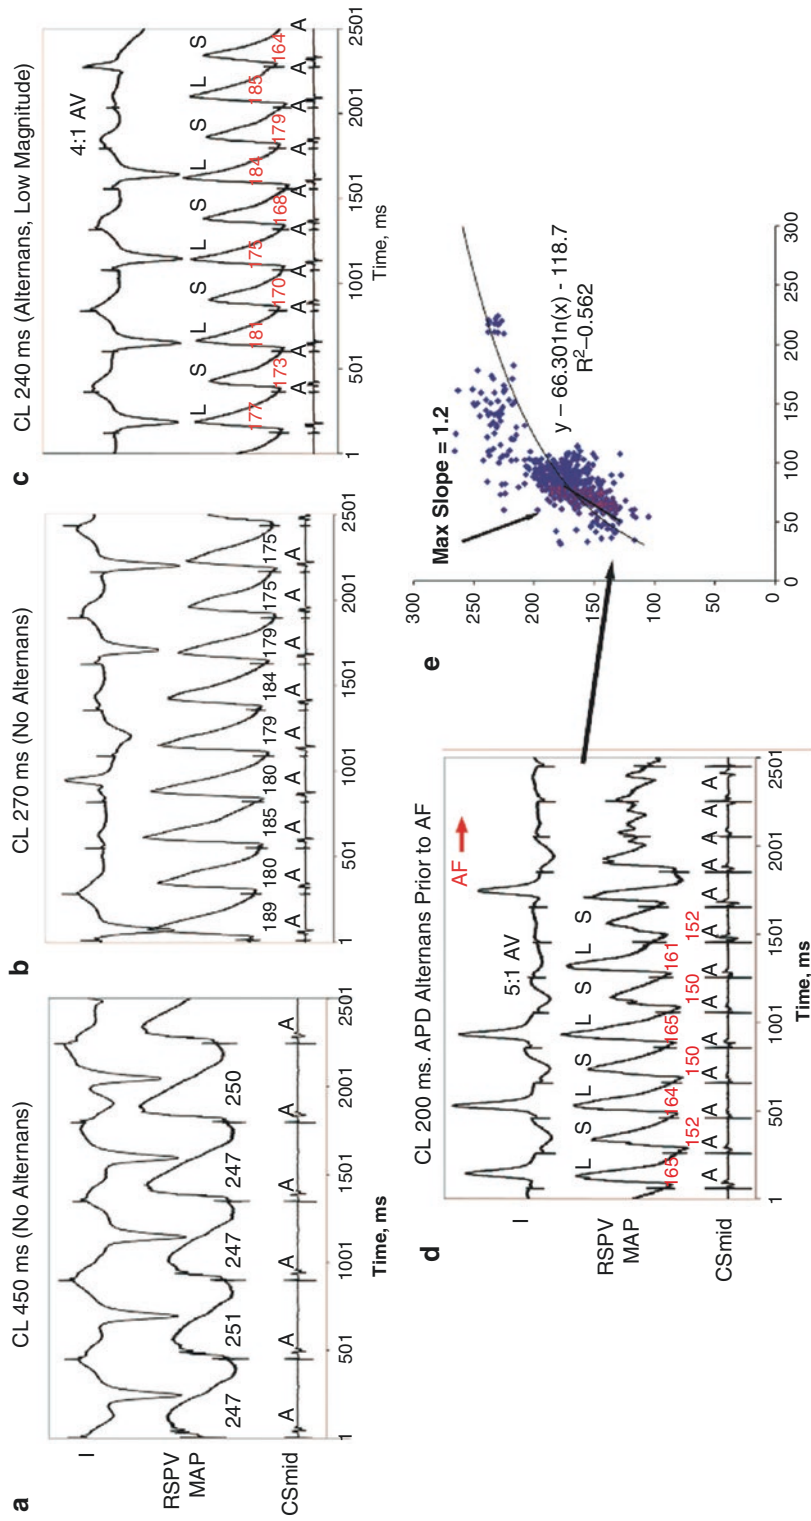 a
CL 450 ms (No Alternans)
I
RSPV
MAP
CSmid
247 251 247 247 250
A A A A A
1 501 1001 1501 2001 2501
Time, ms
b
CL 270 ms (No Alternans)
189 180 185 180 179 184 179 175 175
A A A A A A A A A
1 501 1001 1501 2001 2501
c
CL 240 ms (Alternans, Low Magnitude)
4:1 AV
L S L S L S L S L S
177 173 181 170 175 168 184 179 185 164
A A A A A A A A A A
1 501 1001 1501 2001 2501
Time, ms
d
CL 200 ms. APD Alternans Prior to AF
AF
5:1 AV
I
RSPV
MAP
CSmid
L S L S L S L S
165 152 164 150 165 150 161 152
A A A A A A A A A A A A
1 501 1001 1501 2001 2501
Time, ms
e
Max Slope = 1.2
y – 66.301n(x) - 118.7
R²–0.562
300
250
200
150
100
50
0
0 50 100 150 200 250 300